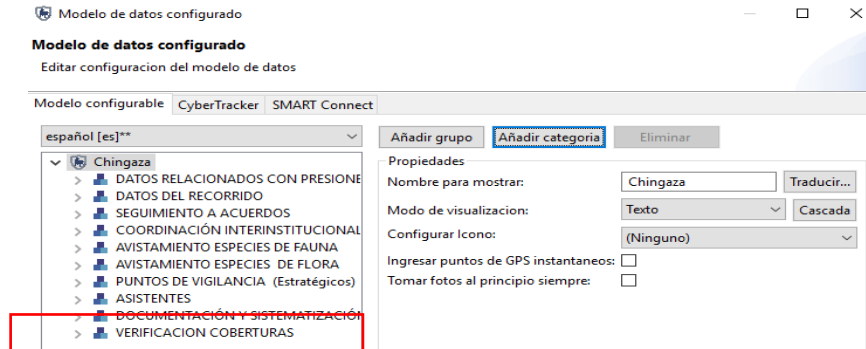 Modelo de datos configurado
Modelo de datos configurado
Editar configuracion del modelo de datos
Modelo configurable CyberTracker SMART Connect
español [es]** Añadir grupo Añadir categoria Eliminar
Chingaza
DATOS RELACIONADOS CON PRESIONE
DATOS DEL RECORRIDO
SEGUIMIENTO A ACUERDOS
COORDINACIÓN INTERINSTITUCIONAL
AVISTAMIENTO ESPECIES DE FAUNA
AVISTAMIENTO ESPECIES DE FLORA
PUNTOS DE VIGILANCIA (Estratégicos)
ASISTENTES
DOCUMENTACIÓN Y SISTEMATIZACIÓN
VERIFICACION COBERTURAS
Propiedades
Nombre para mostrar: Chingaza Traducir...
Modo de visualizacion: Texto Cascada
Configurar Icono: (Ninguno)
Ingresar puntos de GPS instantaneos:
Tomar fotos al principio siempre: